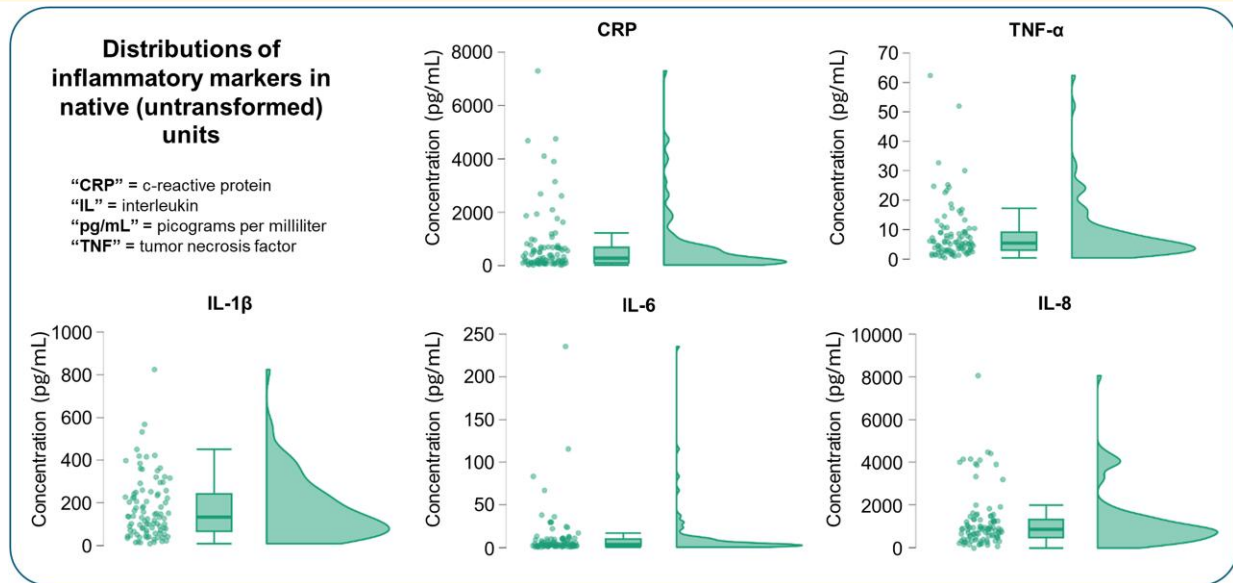 Distributions of
inflammatory markers in
native (untransformed)
units
“CRP” = c-reactive protein
“IL” = interleukin
“pg/mL” = picograms per milliliter
“TNF” = tumor necrosis factor
CRP
Concentration (pg/mL)
8000
6000
4000
2000
0
TNF-α
Concentration (pg/mL)
70
60
50
40
30
20
10
0
IL-1β
Concentration (pg/mL)
1000
800
600
400
200
0
IL-6
Concentration (pg/mL)
250
200
150
100
50
0
IL-8
Concentration (pg/mL)
10000
8000
6000
4000
2000
0